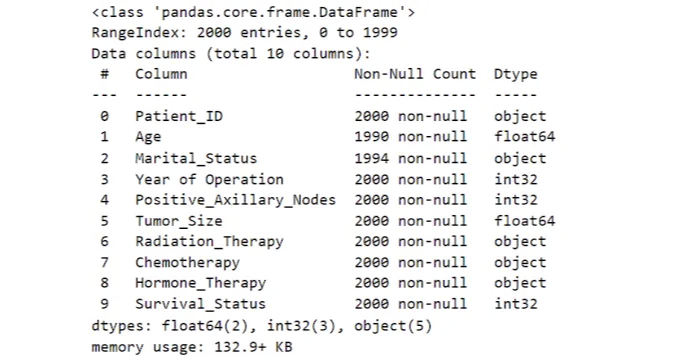 <class 'pandas.core.frame.DataFrame'>
RangeIndex: 2000 entries, 0 to 1999
Data columns (total 10 columns):
 #   Column                  Non-Null Count  Dtype
---  ------                  --------------  -----
 0   Patient_ID              2000 non-null   object
 1   Age                     1990 non-null   float64
 2   Marital_Status          1994 non-null   object
 3   Year of Operation       2000 non-null   int32
 4   Positive_Axillary_Nodes 2000 non-null   int32
 5   Tumor_Size              2000 non-null   float64
 6   Radiation_Therapy       2000 non-null   object
 7   Chemotherapy            2000 non-null   object
 8   Hormone_Therapy         2000 non-null   object
 9   Survival_Status         2000 non-null   int32
dtypes: float64(2), int32(3), object(5)
memory usage: 132.9+ KB